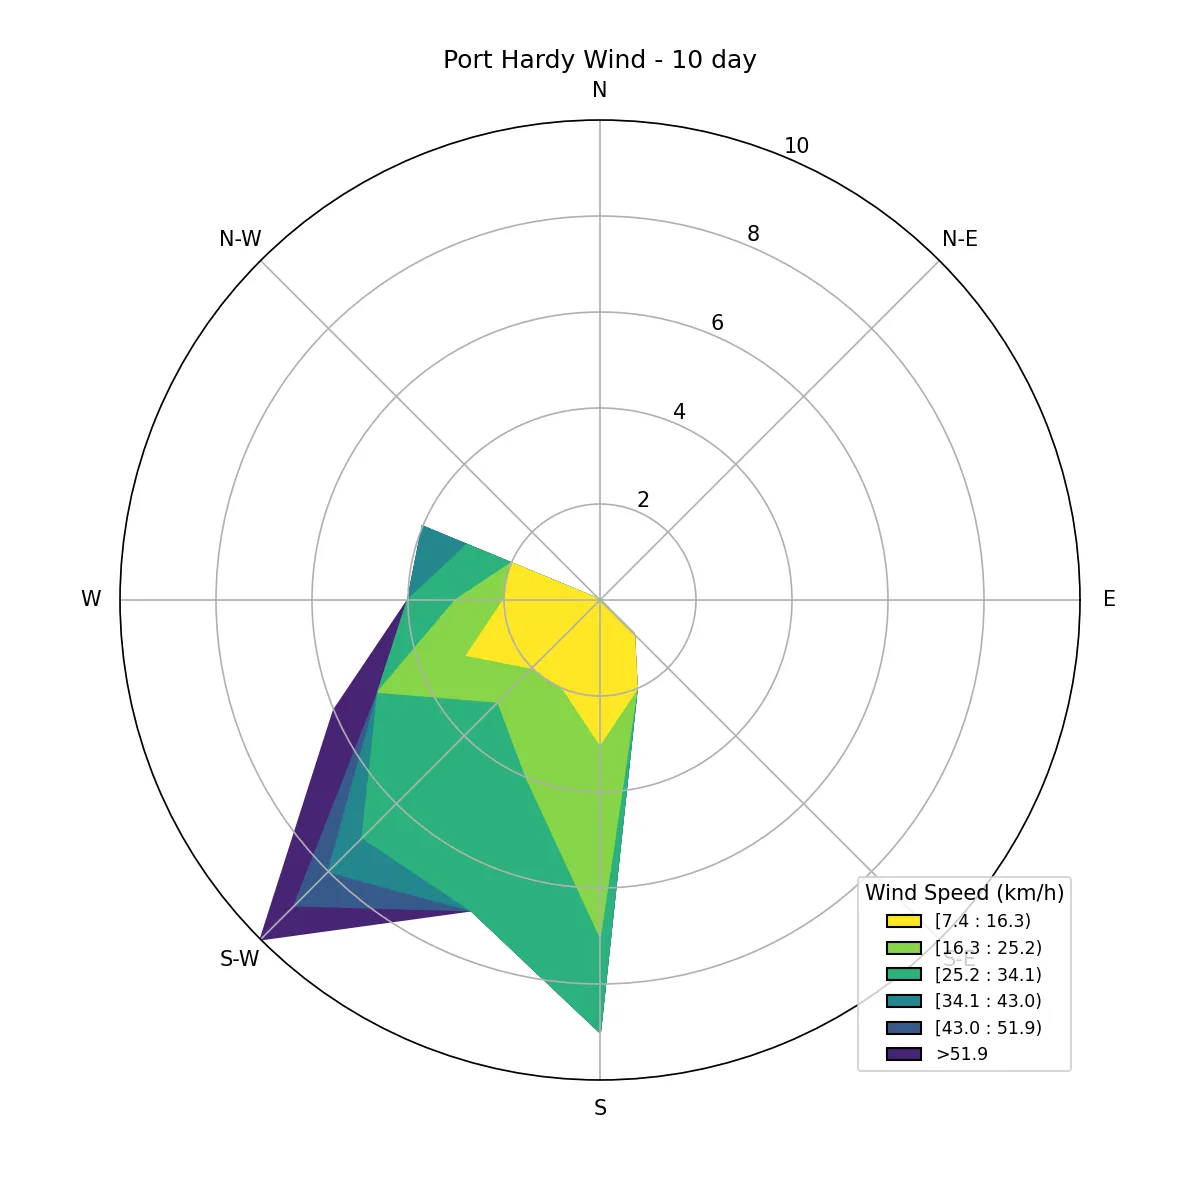 Port Hardy Wind - 10 day
N
10
N-W
N-E
8
6
4
2
W
E
Wind Speed (km/h)
[7.4 : 16.3)
[16.3 : 25.2)
S-W
S-E
[25.2 : 34.1)
[34.1 : 43.0)
[43.0 : 51.9)
>51.9
S